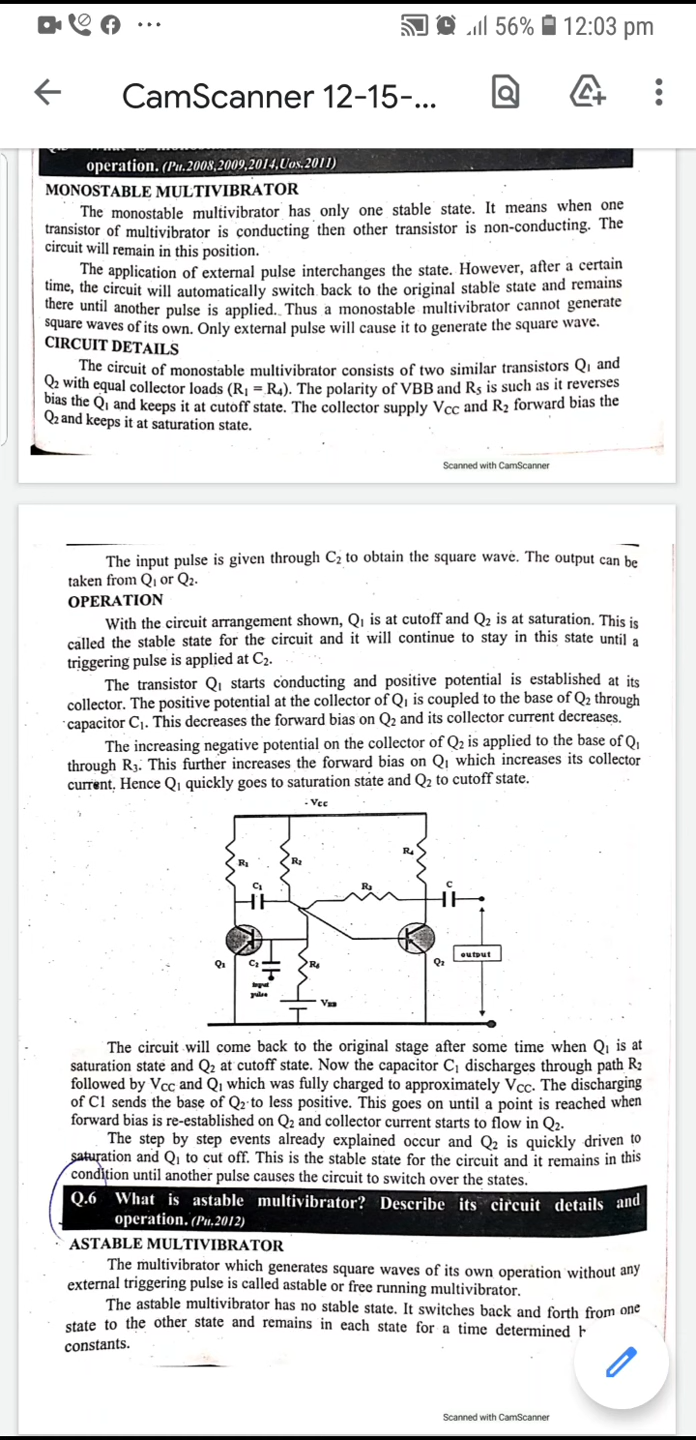 56% 12:03 pm
CamScanner 12-15-...
operation. (Pu.2008,2009,2014,Uos.2011)
MONOSTABLE MULTIVIBRATOR
The monostable multivibrator has only one stable state. It means when one
transistor of multivibrator is conducting then other transistor is non-conducting. The
circuit will remain in this position.
The application of external pulse interchanges the state. However, after a certain
time, the circuit will automatically switch back to the original stable state and remains
there until another pulse is applied. Thus a monostable multivibrator cannot generate
square waves of its own. Only external pulse will cause it to generate the square wave.
CIRCUIT DETAILS
The circuit of monostable multivibrator consists of two similar transistors Q₁ and
Q₂ with equal collector loads (R₁ = R₄). The polarity of VBB and R₅ is such as it reverses
bias the Q₁ and keeps it at cutoff state. The collector supply Vcc and R₂ forward bias the
Q₂ and keeps it at saturation state.
Scanned with CamScanner
The input pulse is given through C₂ to obtain the square wave. The output can be
taken from Q₁ or Q₂.
OPERATION
With the circuit arrangement shown, Q₁ is at cutoff and Q₂ is at saturation. This is
called the stable state for the circuit and it will continue to stay in this state until a
triggering pulse is applied at C₂.
The transistor Q₁ starts conducting and positive potential is established at its
collector. The positive potential at the collector of Q₁ is coupled to the base of Q₂ through
capacitor C₁. This decreases the forward bias on Q₂ and its collector current decreases.
The increasing negative potential on the collector of Q₂ is applied to the base of Q₁
through R₃. This further increases the forward bias on Q₁ which increases its collector
current. Hence Q₁ quickly goes to saturation state and Q₂ to cutoff state.
- Vcc
R₁
R₂
R₄
C₁
R₃
C
Q₁
C₂
Q₂
output
input
pulse
VBB
The circuit will come back to the original stage after some time when Q₁ is at
saturation state and Q₂ at cutoff state. Now the capacitor C₁ discharges through path R₂
followed by Vcc and Q₁ which was fully charged to approximately Vcc. The discharging
of C1 sends the base of Q₂ to less positive. This goes on until a point is reached when
forward bias is re-established on Q₂ and collector current starts to flow in Q₂.
The step by step events already explained occur and Q₂ is quickly driven to
saturation and Q₁ to cut off. This is the stable state for the circuit and it remains in this
condition until another pulse causes the circuit to switch over the states.
Q.6 What is astable multivibrator? Describe its circuit details and
operation. (Pu.2012)
ASTABLE MULTIVIBRATOR
The multivibrator which generates square waves of its own operation without any
external triggering pulse is called astable or free running multivibrator.
The astable multivibrator has no stable state. It switches back and forth from one
state to the other state and remains in each state for a time determined
constants.
Scanned with CamScanner